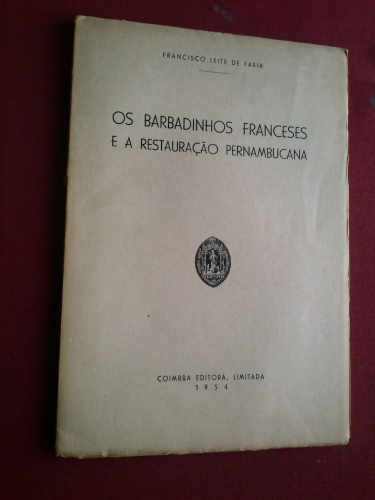 FRANCISCO LEITE DE FARIA
OS BARBADINHOS FRANCESES
E A RESTAURAÇÃO PERNAMBUCANA
COIMBRA EDITORA, LIMITADA
1954